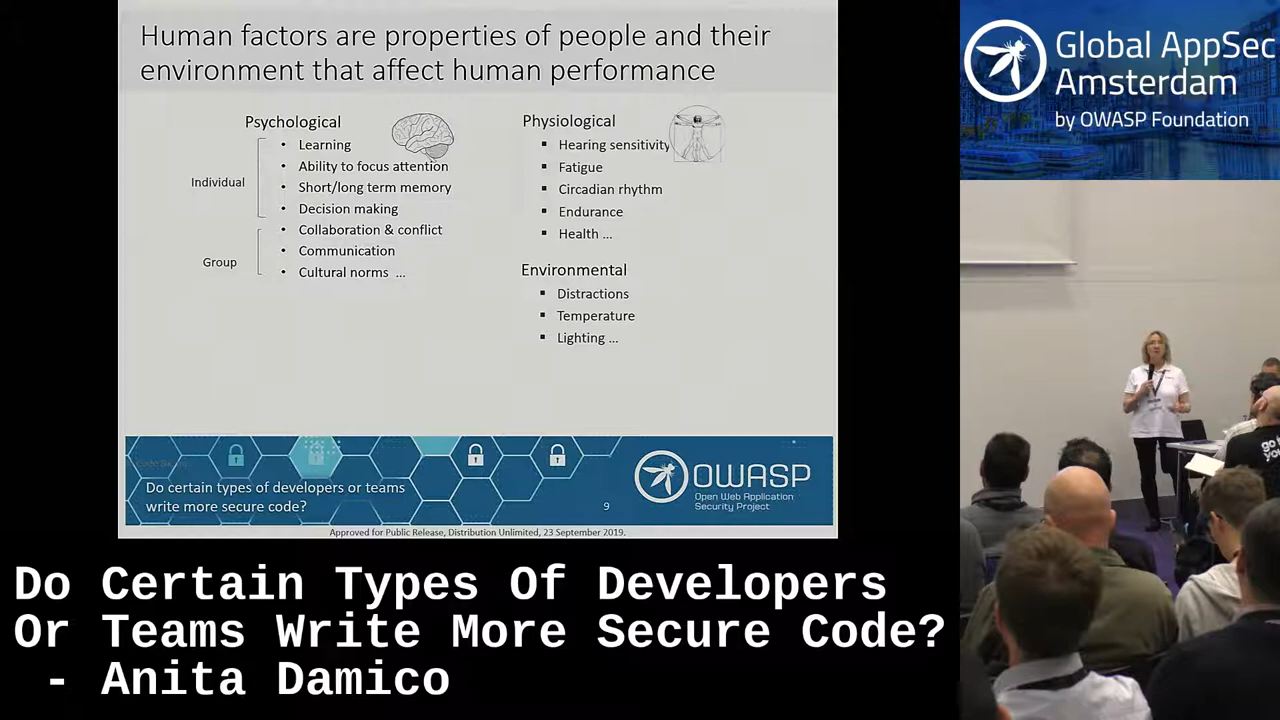 Human factors are properties of people and their
environment that affect human performance
Psychological
Individual
• Learning
• Ability to focus attention
• Short/long term memory
• Decision making
Group
• Collaboration & conflict
• Communication
• Cultural norms ...
Physiological
▪ Hearing sensitivity
▪ Fatigue
▪ Circadian rhythm
▪ Endurance
▪ Health ...
Environmental
▪ Distractions
▪ Temperature
▪ Lighting ...
Do certain types of developers or teams
write more secure code?
9
OWASP
Open Web Application
Security Project
Approved for Public Release, Distribution Unlimited, 23 September 2019.
Do Certain Types Of Developers
Or Teams Write More Secure Code?
- Anita Damico
Global AppSec
Amsterdam
by OWASP Foundation